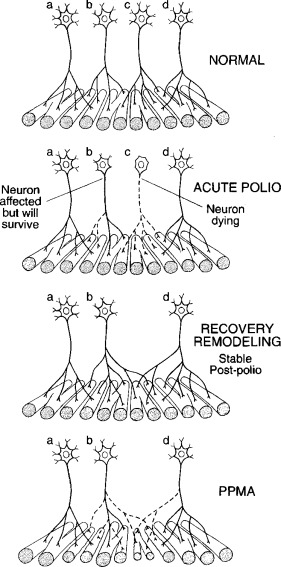 a b c d
NORMAL
a b c d
ACUTE POLIO
Neuron
affected
but will
survive
Neuron
dying
a b d
RECOVERY
REMODELING
Stable
Post-polio
a b d
PPMA